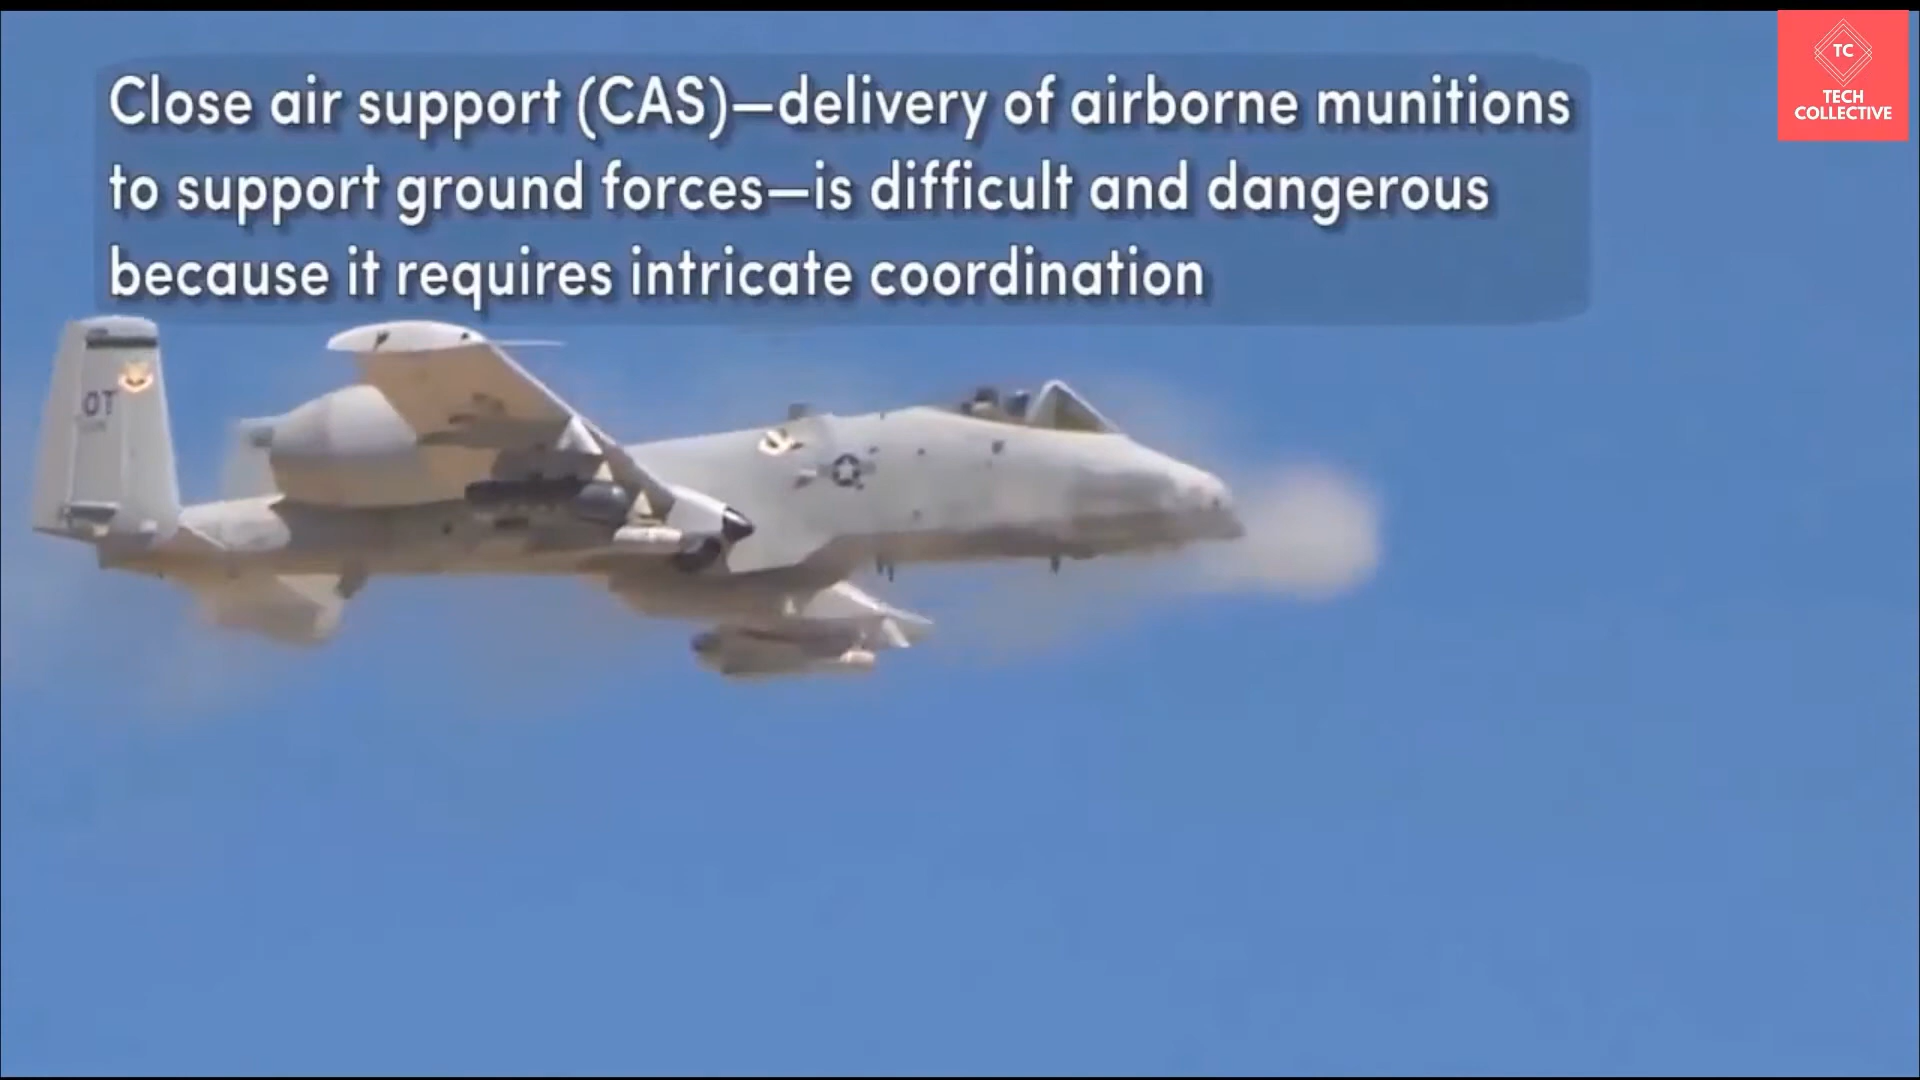 Close air support (CAS)—delivery of airborne munitions
to support ground forces—is difficult and dangerous
because it requires intricate coordination
TC
TECH
COLLECTIVE
OT